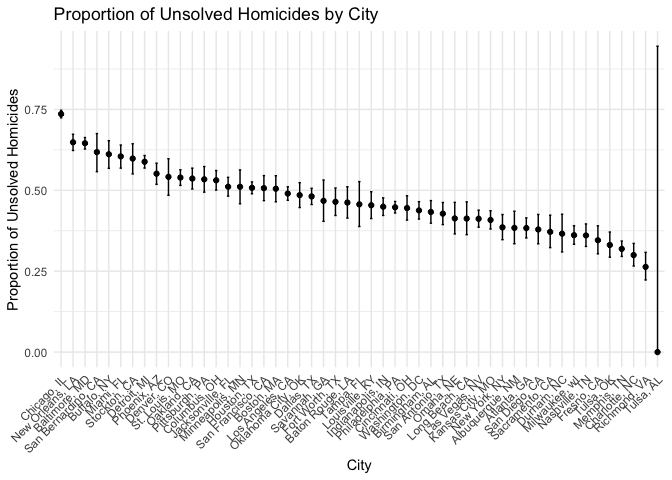 Proportion of Unsolved Homicides by City
Proportion of Unsolved Homicides
0.75
0.50
0.25
0.00
Chicago, IL
New Orleans, LA
Baltimore, MD
San Bernardino, CA
Buffalo, NY
Miami, FL
Stockton, CA
Detroit, MI
Phoenix, AZ
Denver, CO
St. Louis, MO
Oakland, CA
Pittsburgh, PA
Columbus, OH
Jacksonville, FL
Minneapolis, MN
Houston, TX
San Francisco, CA
Boston, MA
Los Angeles, CA
Oklahoma City, OK
Dallas, TX
Savannah, GA
Fort Worth, TX
Baton Rouge, LA
Tampa, FL
Louisville, KY
Indianapolis, IN
Philadelphia, PA
Cincinnati, OH
Washington, DC
Birmingham, AL
San Antonio, TX
Omaha, NE
Long Beach, CA
Las Vegas, NV
Kansas City, MO
New York, NY
Albuquerque, NM
Atlanta, GA
San Diego, CA
Sacramento, CA
Durham, NC
Milwaukee, wI
Nashville, TN
Fresno, CA
Tulsa, OK
Memphis, TN
Charlotte, NC
Richmond, VA
Tulsa, AL
City